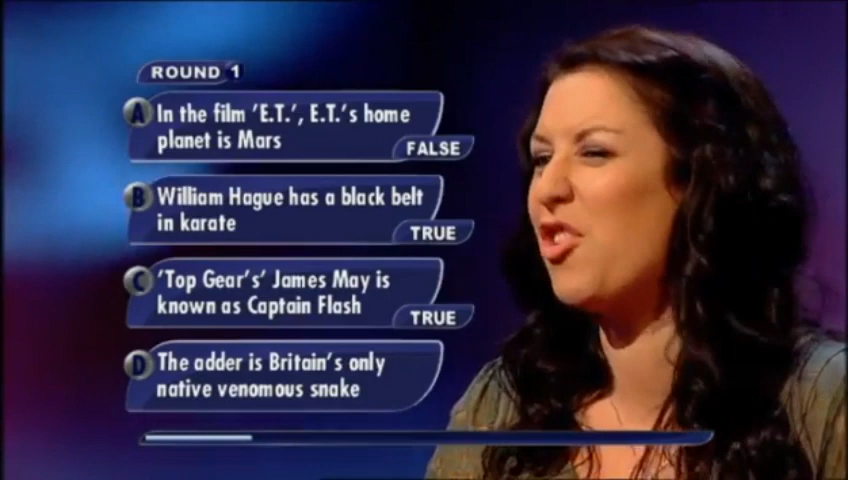 ROUND 1
A In the film 'E.T.', E.T.'s home
planet is Mars
FALSE
B William Hague has a black belt
in karate
TRUE
C 'Top Gear's' James May is
known as Captain Flash
TRUE
D The adder is Britain's only
native venomous snake